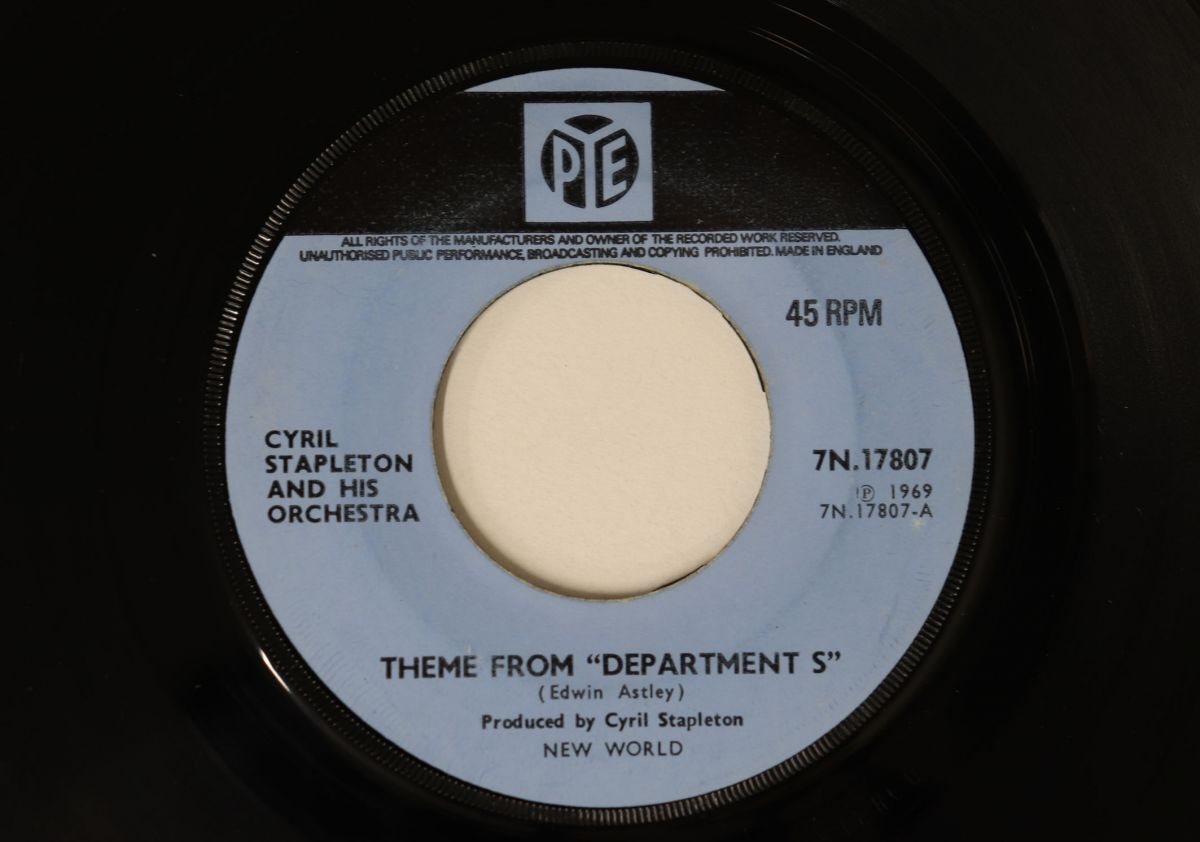 PYE
ALL RIGHTS OF THE MANUFACTURERS AND OWNER OF THE RECORDED WORK RESERVED.
UNAUTHORISED PUBLIC PERFORMANCE, BROADCASTING AND COPYING PROHIBITED. MADE IN ENGLAND
45 RPM
CYRIL
STAPLETON
AND HIS
ORCHESTRA
7N.17807
℗ 1969
7N.17807-A
THEME FROM “DEPARTMENT S”
(Edwin Astley)
Produced by Cyril Stapleton
NEW WORLD